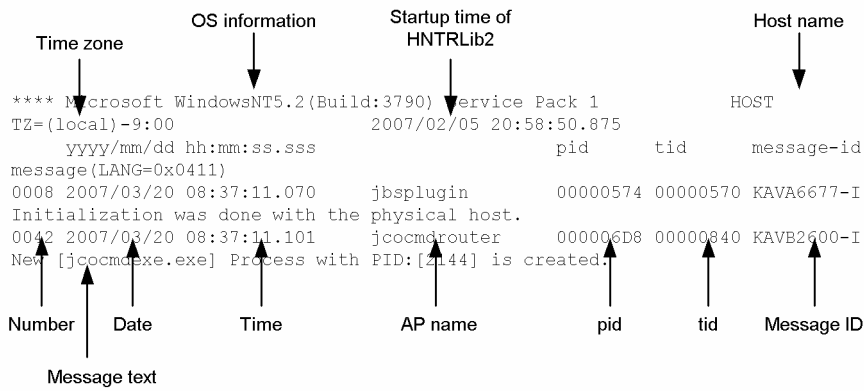 OS information
Startup time of
HNTRLib2
Host name
Time zone
**** Microsoft WindowsNT5.2(Build:3790) Service Pack 1 HOST
TZ=(local)-9:00 2007/02/05 20:58:50.875
yyyy/mm/dd hh:mm:ss.sss pid tid message-id
message(LANG=0x0411)
0008 2007/03/20 08:37:11.070 jbsplugin 00000574 00000570 KAVA6677-I
Initialization was done with the physical host.
0042 2007/03/20 08:37:11.101 jcocmdrouter 000006D8 00000840 KAVB2600-I
New [jcocmdexe.exe] Process with PID:[2144] is created.
Number Date Time AP name pid tid Message ID
Message text